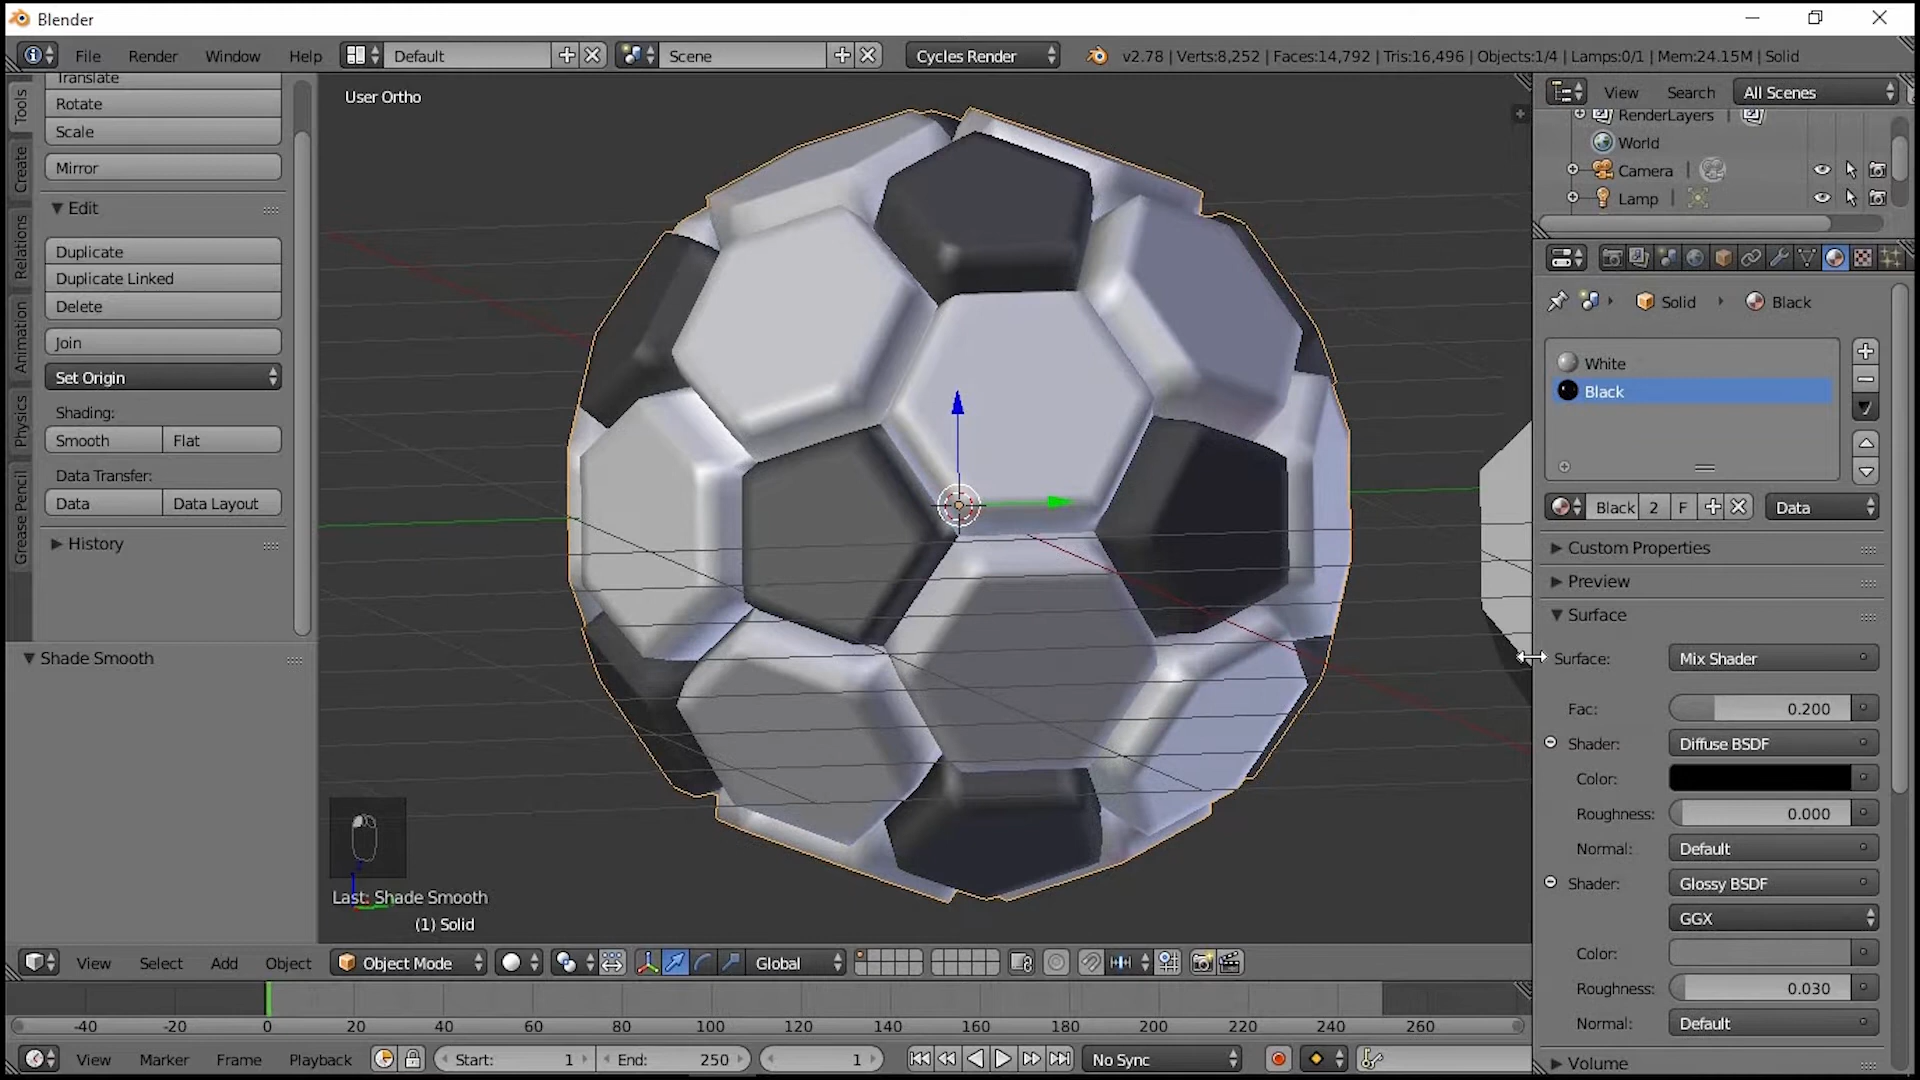 Blender
File Render Window Help Default Scene Cycles Render v2.78 | Verts:8,252 | Faces:14,792 | Tris:16,496 | Objects:1/4 | Lamps:0/1 | Mem:24.15M | Solid
Tools
Create
Relations
Animation
Physics
Grease Pencil
Translate
Rotate
Scale
Mirror
Edit
Duplicate
Duplicate Linked
Delete
Join
Set Origin
Shading:
Smooth Flat
Data Transfer:
Data Data Layout
History
Shade Smooth
User Ortho
Last: Shade Smooth
(1) Solid
View Search All Scenes
RenderLayers
World
Camera
Lamp
Solid Black
White
Black
Black 2 F Data
Custom Properties
Preview
Surface
Surface: Mix Shader
Fac: 0.200
Shader: Diffuse BSDF
Color:
Roughness: 0.000
Normal: Default
Shader: Glossy BSDF
GGX
Color:
Roughness: 0.030
Normal: Default
Volume
View Select Add Object Object Mode Global
-40 -20 0 20 40 60 80 100 120 140 160 180 200 220 240 260
View Marker Frame Playback Start: 1 End: 250 1 No Sync